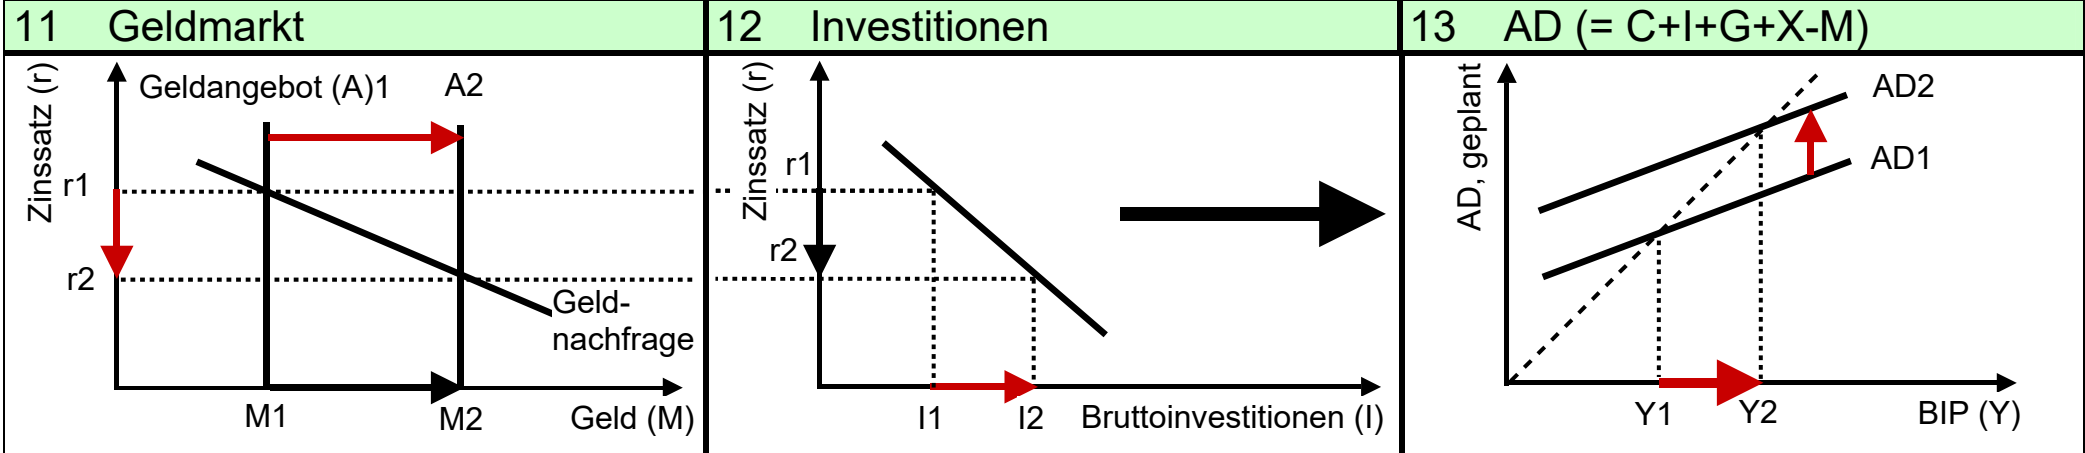 11 Geldmarkt
Zinssatz (r)
Geldangebot (A)1
A2
r1
r2
Geld-
nachfrage
M1
M2
Geld (M)
12 Investitionen
Zinssatz (r)
r1
r2
I1
I2
Bruttoinvestitionen (I)
13 AD (= C+I+G+X-M)
AD, geplant
AD2
AD1
Y1
Y2
BIP (Y)